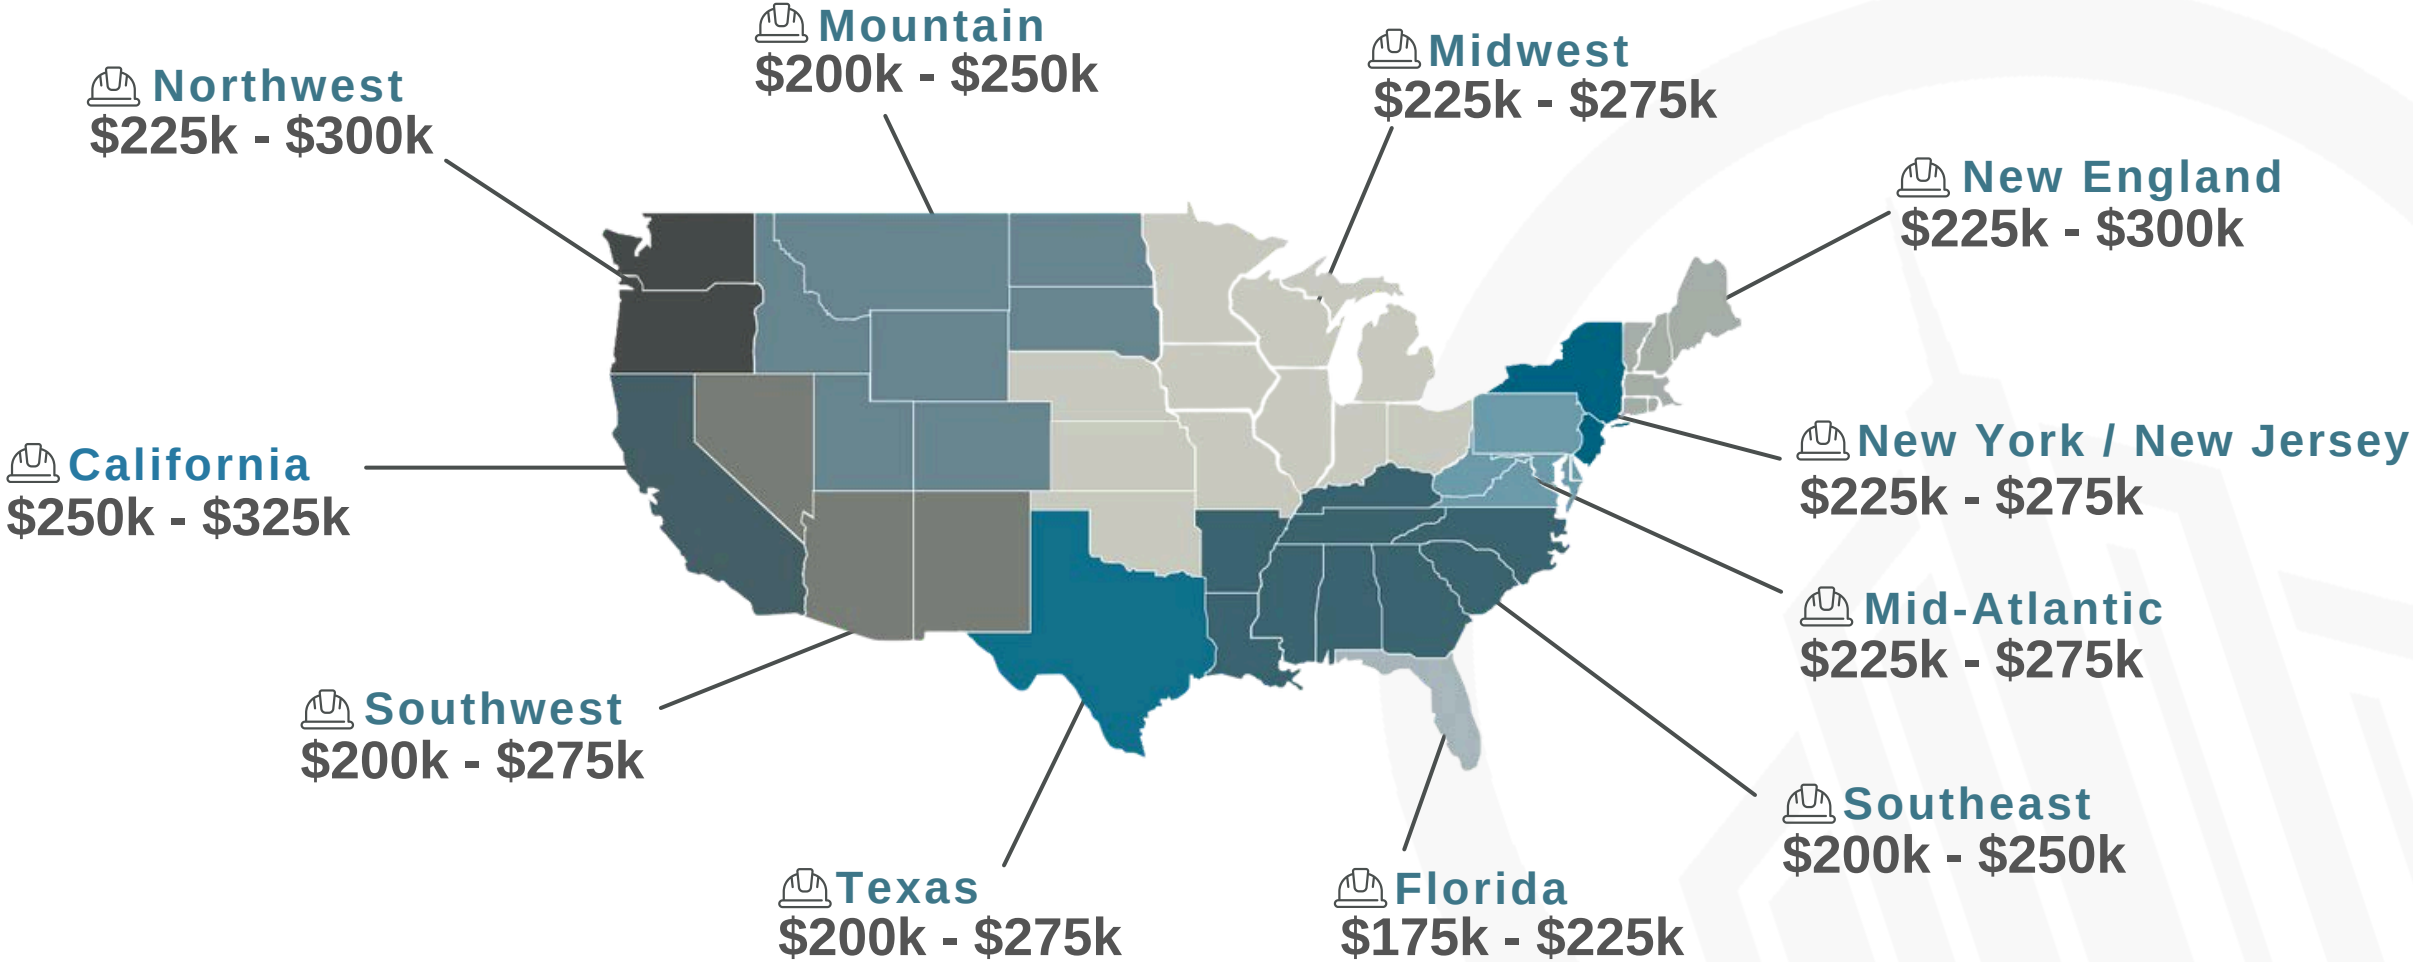 Mountain
$200k - $250k
Midwest
$225k - $275k
Northwest
$225k - $300k
New England
$225k - $300k
California
$250k - $325k
New York / New Jersey
$225k - $275k
Mid-Atlantic
$225k - $275k
Southwest
$200k - $275k
Southeast
$200k - $250k
Texas
$200k - $275k
Florida
$175k - $225k